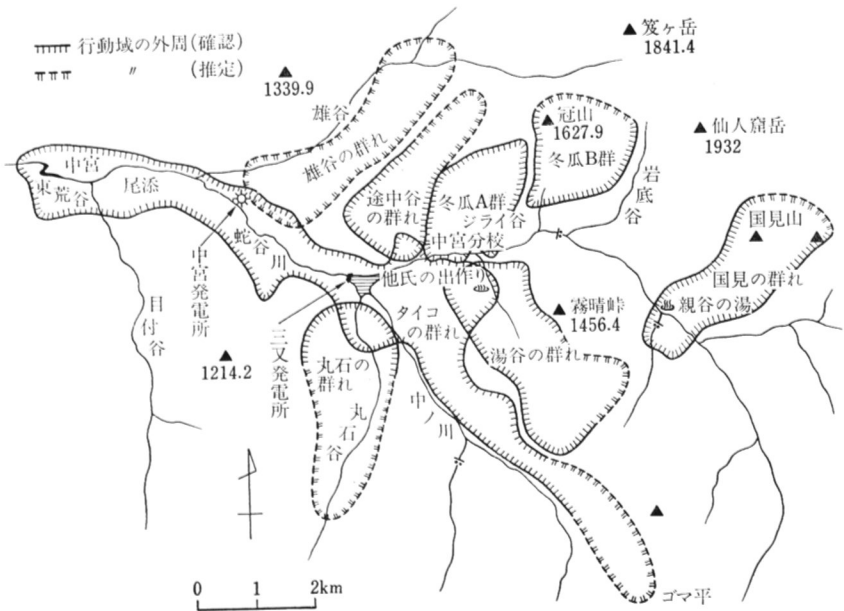 行動域の外周(確認)
〃 (推定)
笈ヶ岳
1841.4
1339.9
雄谷
雄谷の群れ
冠山
1627.9
冬瓜B群
仙人窟岳
1932
岩底谷
中宮
東荒谷
尾添
途中谷
の群れ
冬瓜A群
ジライ谷
中宮分校
国見山
国見の群れ
親谷の湯
蛇谷川
中宮発電所
他氏の出作り
タイコ
の群れ
霧晴峠
1456.4
目付谷
三又発電所
1214.2
丸石の
群れ
丸石谷
湯谷の群れ
中ノ川
0 1 2km
ゴマ平